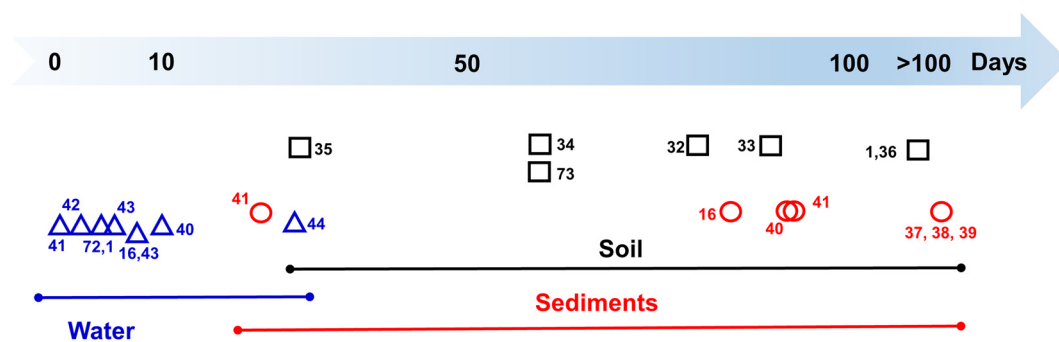 0 10 50 100 >100 Days
35 34 32 33 1,36
73
42 43 41 16 41
41 72,1 16,43 40 44 40 37, 38, 39
Soil
Sediments
Water